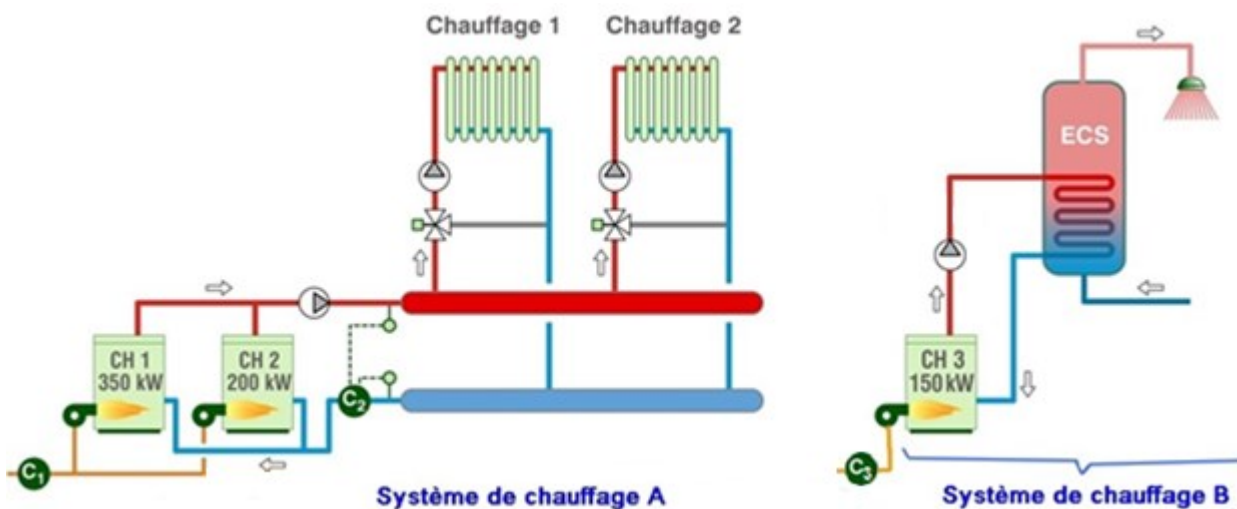 Chauffage 1
Chauffage 2
ECS
CH 1
350 kW
CH 2
200 kW
C2
C1
Système de chauffage A
CH 3
150 kW
C3
Système de chauffage B